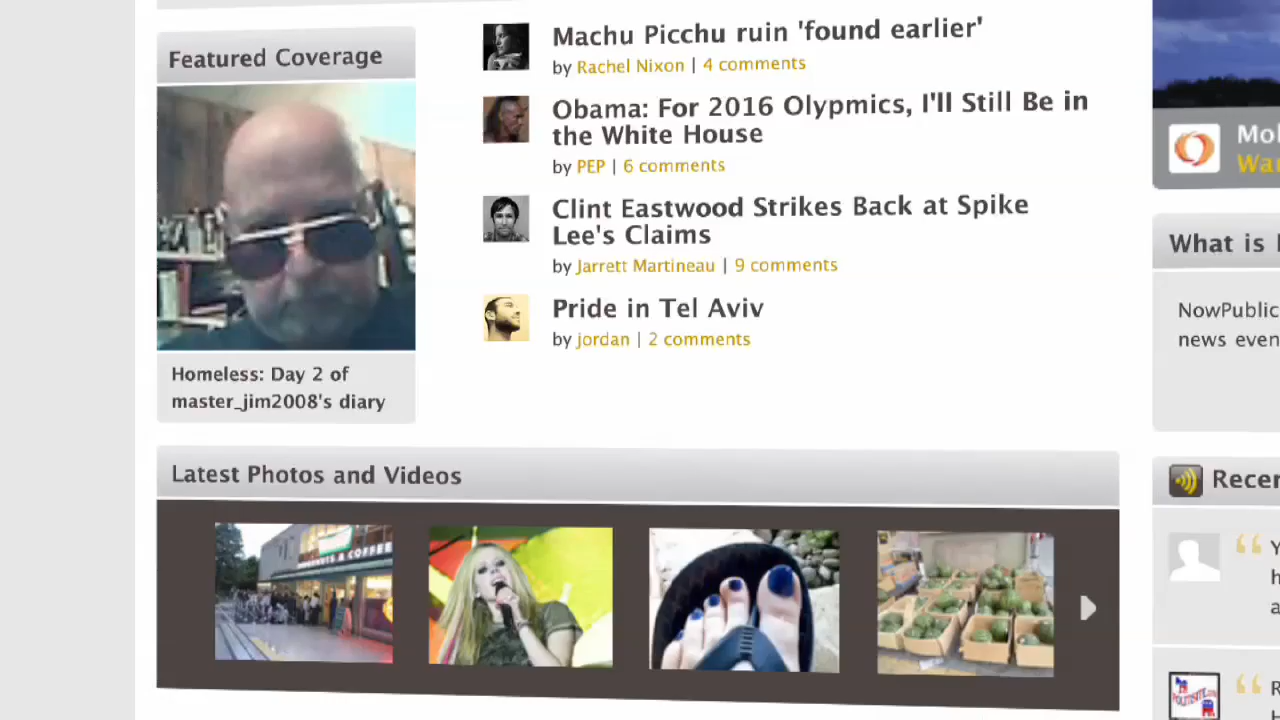 Featured Coverage
Homeless: Day 2 of
master_jim2008's diary
Machu Picchu ruin 'found earlier'
by Rachel Nixon | 4 comments
Obama: For 2016 Olypmics, I'll Still Be in
the White House
by PEP | 6 comments
Clint Eastwood Strikes Back at Spike
Lee's Claims
by Jarrett Martineau | 9 comments
Pride in Tel Aviv
by jordan | 2 comments
Latest Photos and Videos
& COFFEE
What is
NowPublic
news even
Recen